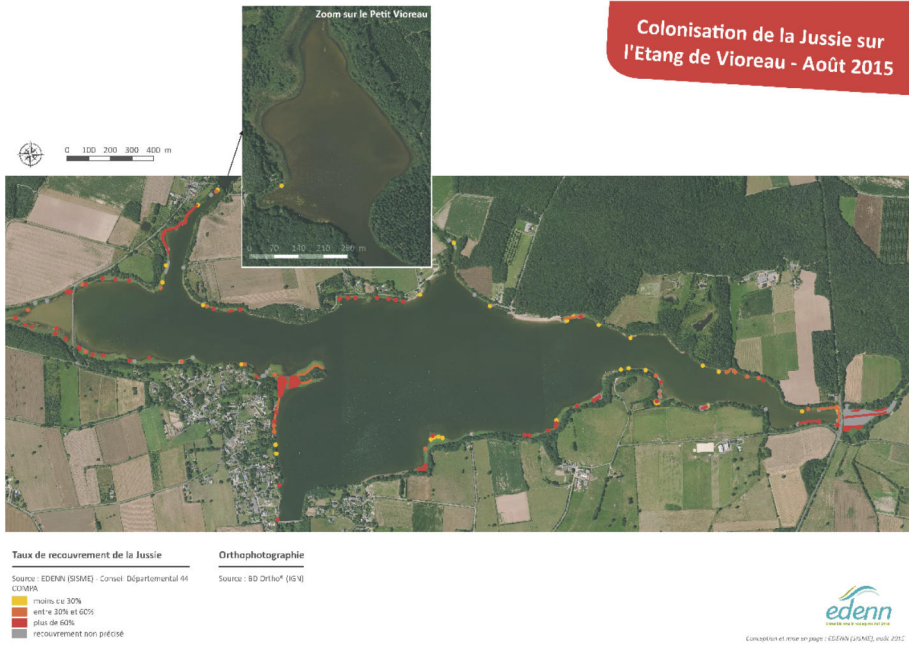 Zoom sur le Petit Vioreau
Colonisation de la Jussie sur
l'Etang de Vioreau - Août 2015
0 100 200 300 400 m
0 70 140 210 280 m
Taux de recouvrement de la Jussie
Source : EDENN (SISME) - Conseil Départemental 44
COMPA
moins de 30%
entre 30% et 60%
plus de 60%
recouvrement non précisé
Orthophotographie
Source : BD Ortho® (IGN)
edenn
Conception et mise en page : EDENN (SISME), août 2015